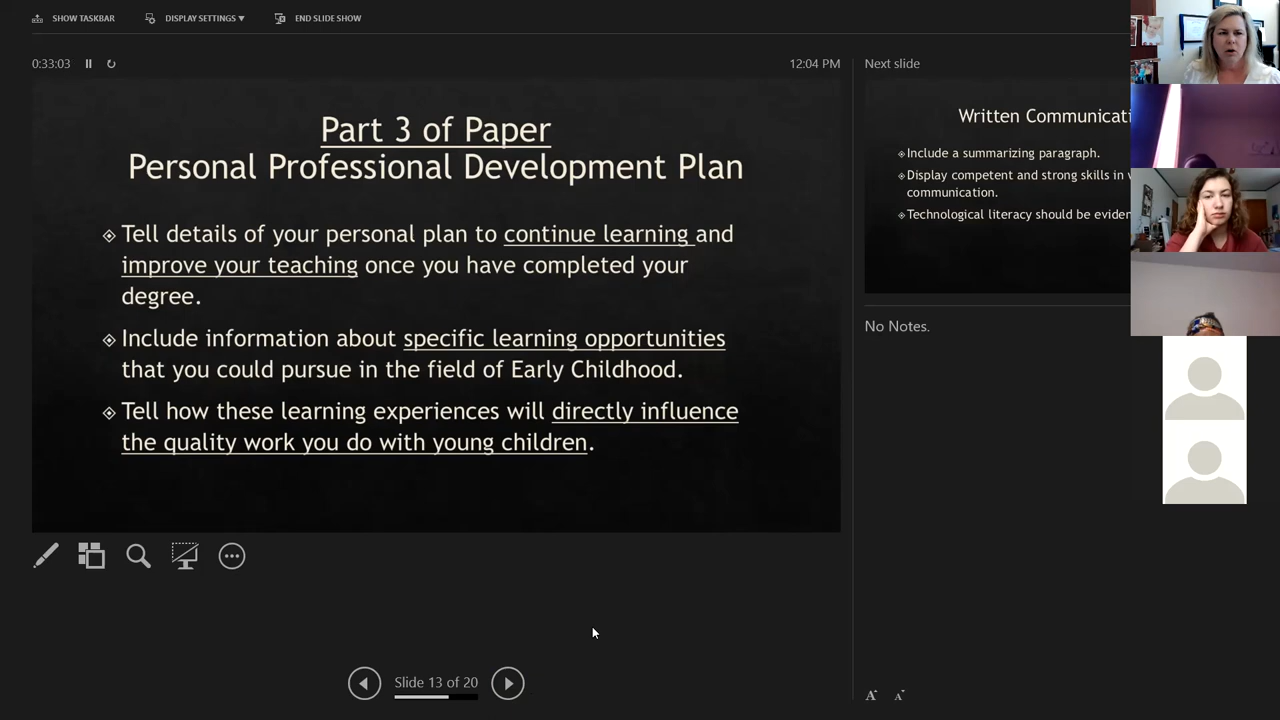 SHOW TASKBAR
DISPLAY SETTINGS ▼
END SLIDE SHOW
0:33:03
12:04 PM
Part 3 of Paper
Personal Professional Development Plan
Tell details of your personal plan to continue learning and
improve your teaching once you have completed your
degree.
Include information about specific learning opportunities
that you could pursue in the field of Early Childhood.
Tell how these learning experiences will directly influence
the quality work you do with young children.
Slide 13 of 20
Next slide
Written
Include a summarizing paragraph.
Display competent and strong skills in
communication.
Technological literacy should be
No Notes.
A A